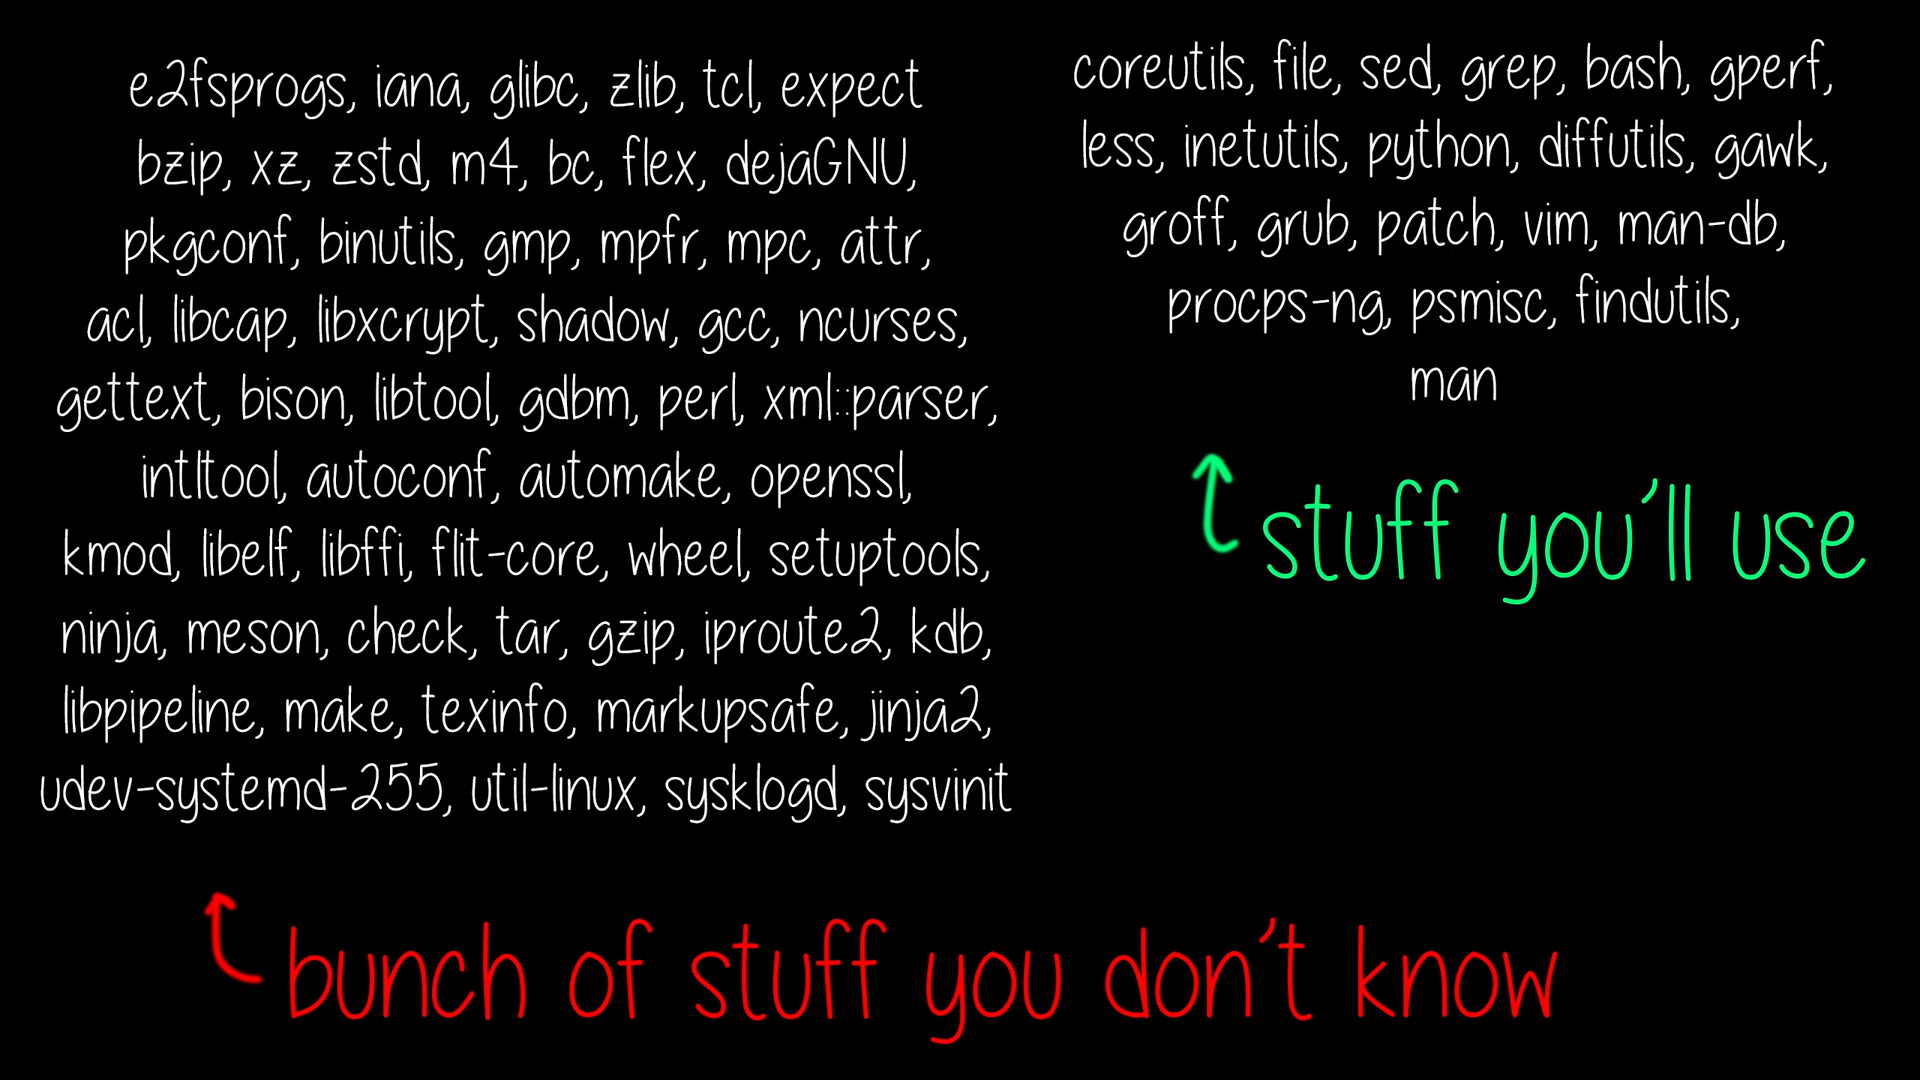 e2fsprogs, iana, glibc, zlib, tcl, expect
bzip, xz, zstd, m4, bc, flex, dejaGNU,
pkgconf, binutils, gmp, mpfr, mpc, attr,
acl, libcap, libxcrypt, shadow, gcc, ncurses,
gettext, bison, libtool, gdbm, perl, xml::parser,
intltool, autoconf, automake, openssl,
kmod, libelf, libffi, flit-core, wheel, setuptools,
ninja, meson, check, tar, gzip, iproute2, kdb,
libpipeline, make, texinfo, markupsafe, jinja2,
udev-systemd-255, util-linux, sysklogd, sysvinit
bunch of stuff you don't know
coreutils, file, sed, grep, bash, gperf,
less, inetutils, python, diffutils, gawk,
groff, grub, patch, vim, man-db,
procps-ng, psmisc, findutils,
man
stuff you'll use